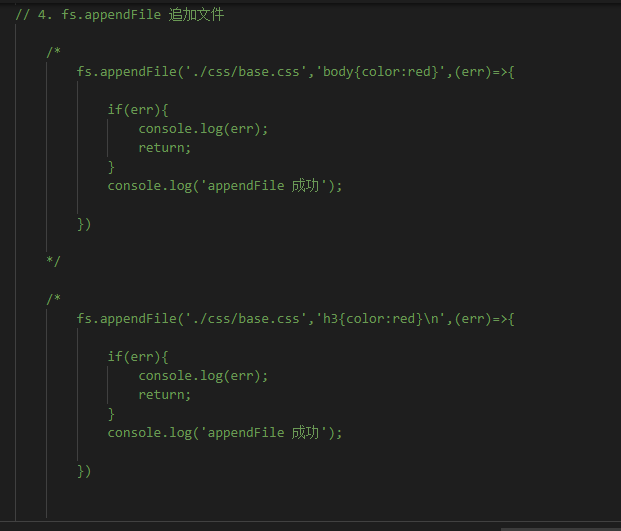 // 4. fs.appendFile 追加文件
/*
fs.appendFile('./css/base.css','body{color:red}',(err)=>{
if(err){
console.log(err);
return;
}
console.log('appendFile 成功');
})
*/
/*
fs.appendFile('./css/base.css','h3{color:red}\n',(err)=>{
if(err){
console.log(err);
return;
}
console.log('appendFile 成功');
})